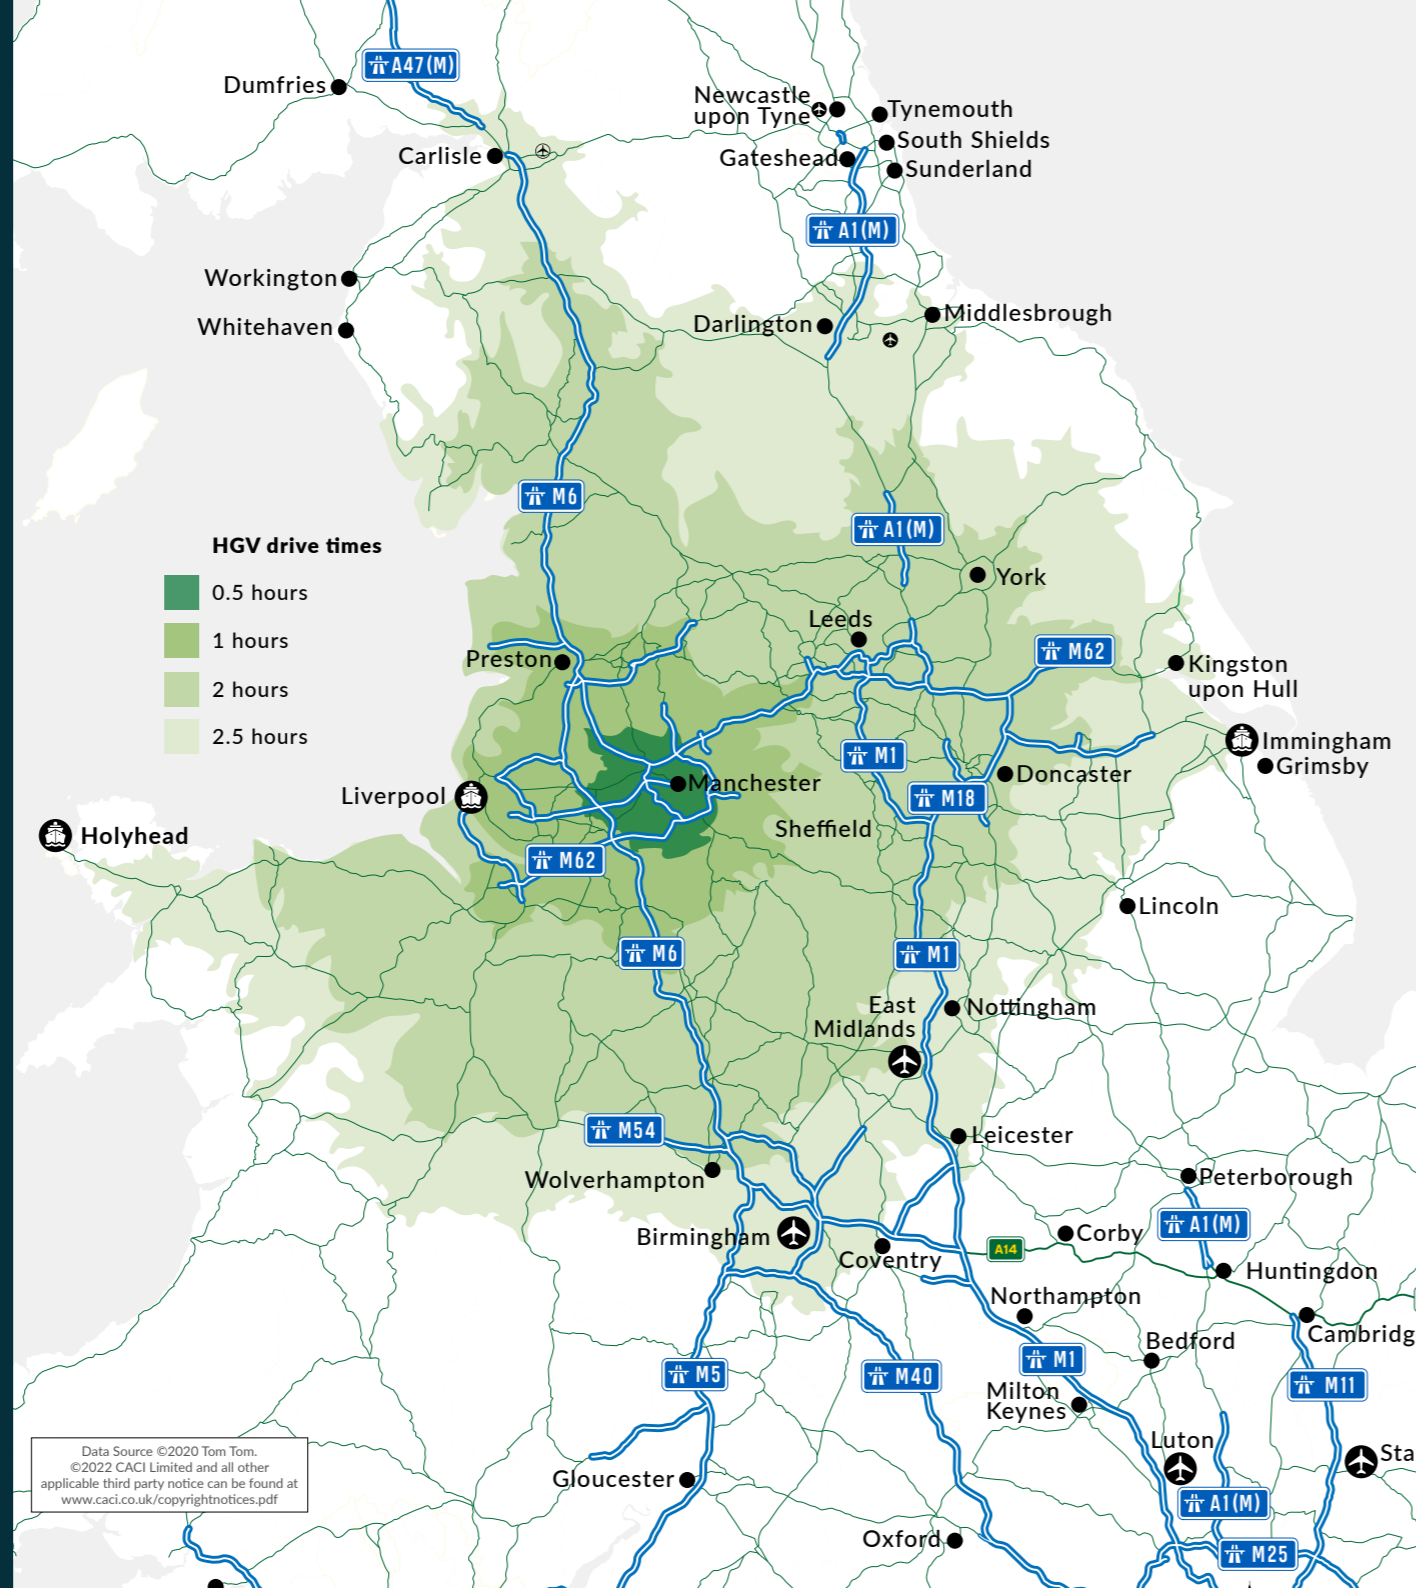 A47(M)
Dumfries
Newcastle
upon Tyne
Tynemouth
South Shields
Carlisle
Gateshead
Sunderland
A1(M)
Workington
Whitehaven
Darlington
Middlesbrough
M6
A1(M)
HGV drive times
0.5 hours
1 hours
2 hours
2.5 hours
York
Leeds
M62
Preston
Kingston
upon Hull
M1
Immingham
Grimsby
Doncaster
Manchester
Liverpool
M18
Holyhead
Sheffield
M62
Lincoln
M6
M1
East
Midlands
Nottingham
M54
Leicester
Wolverhampton
Peterborough
A1(M)
Birmingham
Corby
Coventry
A14
Huntingdon
Northampton
Cambridg
Bedford
M5
M40
M1
M11
Milton
Keynes
Luton
Sta
Gloucester
A1(M)
Oxford
M25
Data Source ©2020 Tom Tom.
©2022 CACI Limited and all other
applicable third party notice can be found at
www.caci.co.uk/copyrightnotices.pdf